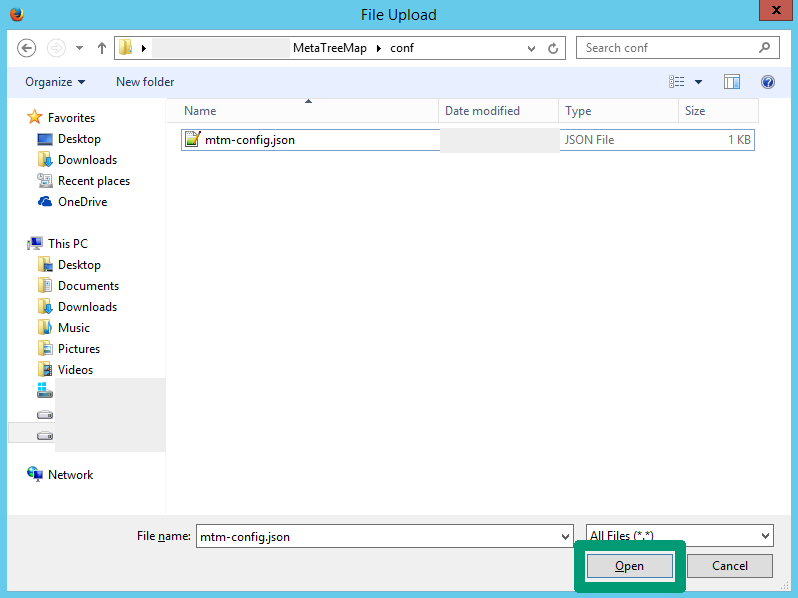 File Upload
x
MetaTreeMap conf
Search conf
Organize New folder
Name Date modified Type Size
mtm-config.json JSON File 1 KB
Favorites
Desktop
Downloads
Recent places
OneDrive
This PC
Desktop
Documents
Downloads
Music
Pictures
Videos
Network
File name: mtm-config.json All Files (*.*)
Open Cancel